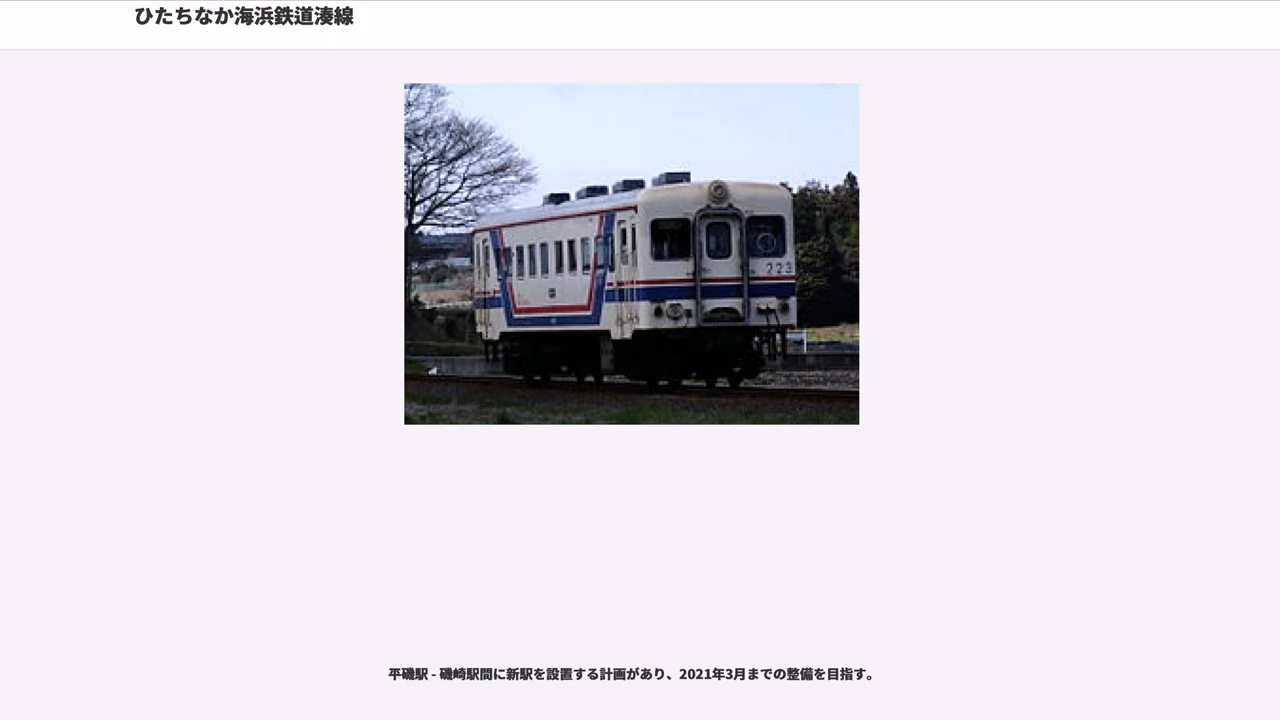 ひたちなか海浜鉄道湊線
223
平磯駅 - 磯崎駅間に新駅を設置する計画があり、2021年3月までの整備を目指す。